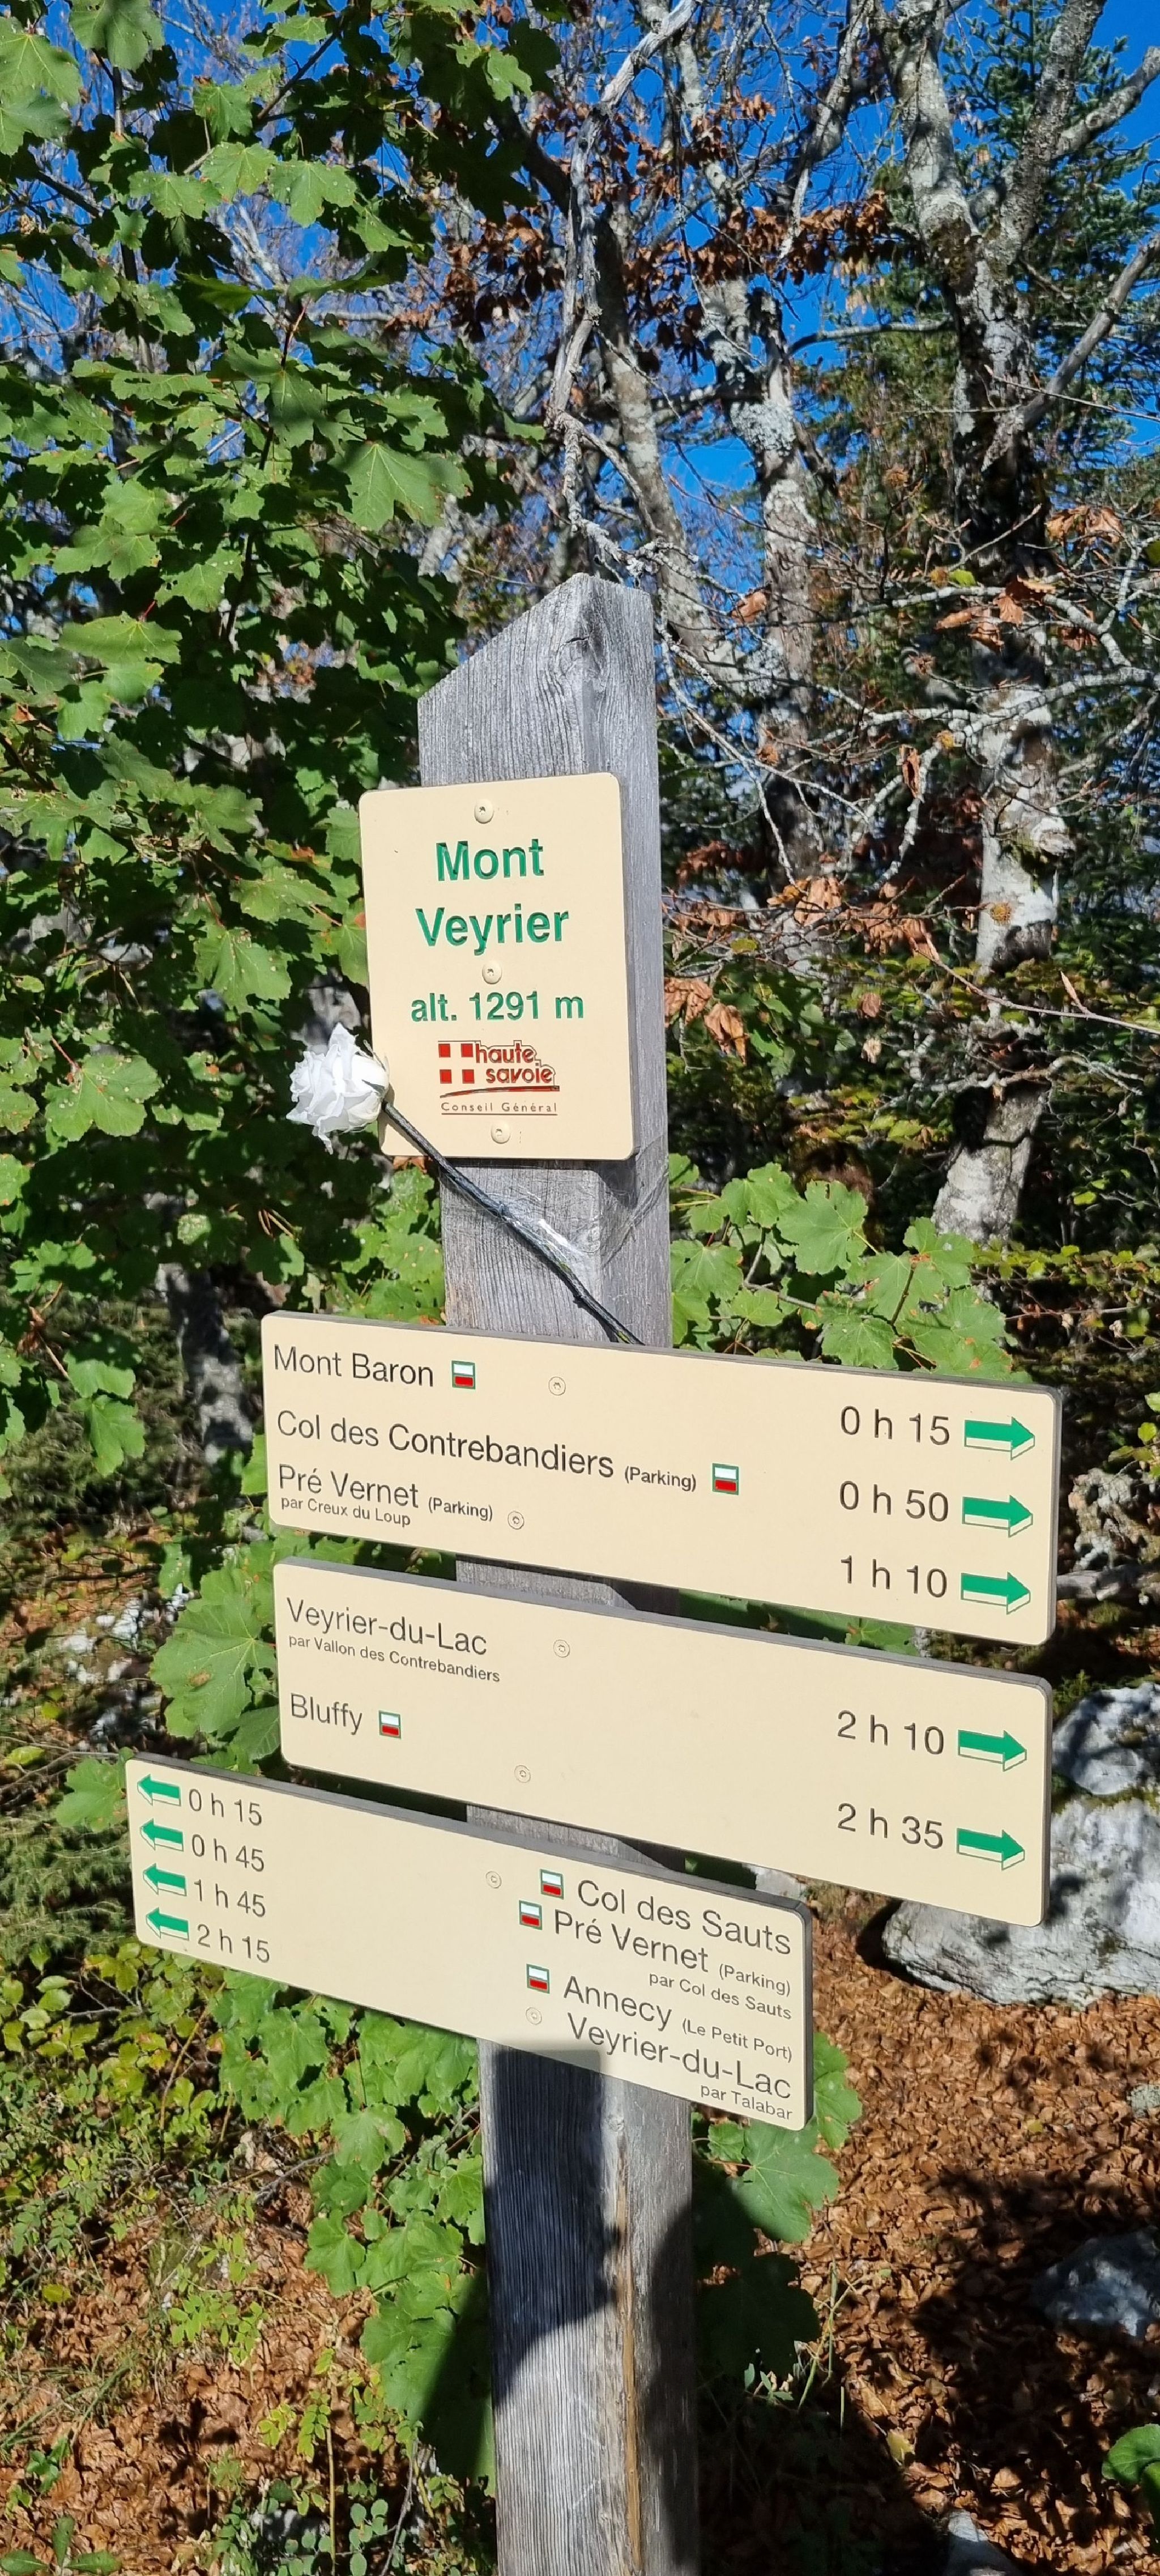 Mont
Veyrier
alt. 1291 m
haute
savoie
Conseil Général
Mont Baron 0 h 15
Col des Contrebandiers (Parking) 0 h 50
Pré Vernet (Parking) 1 h 10
par Creux du Loup
Veyrier-du-Lac 2 h 10
par Vallon des Contrebandiers
Bluffy 2 h 35
0 h 15 Col des Sauts
0 h 45 Pré Vernet (Parking)
par Col des Sauts
1 h 45 Annecy (Le Petit Port)
2 h 15 Veyrier-du-Lac
par Talabar